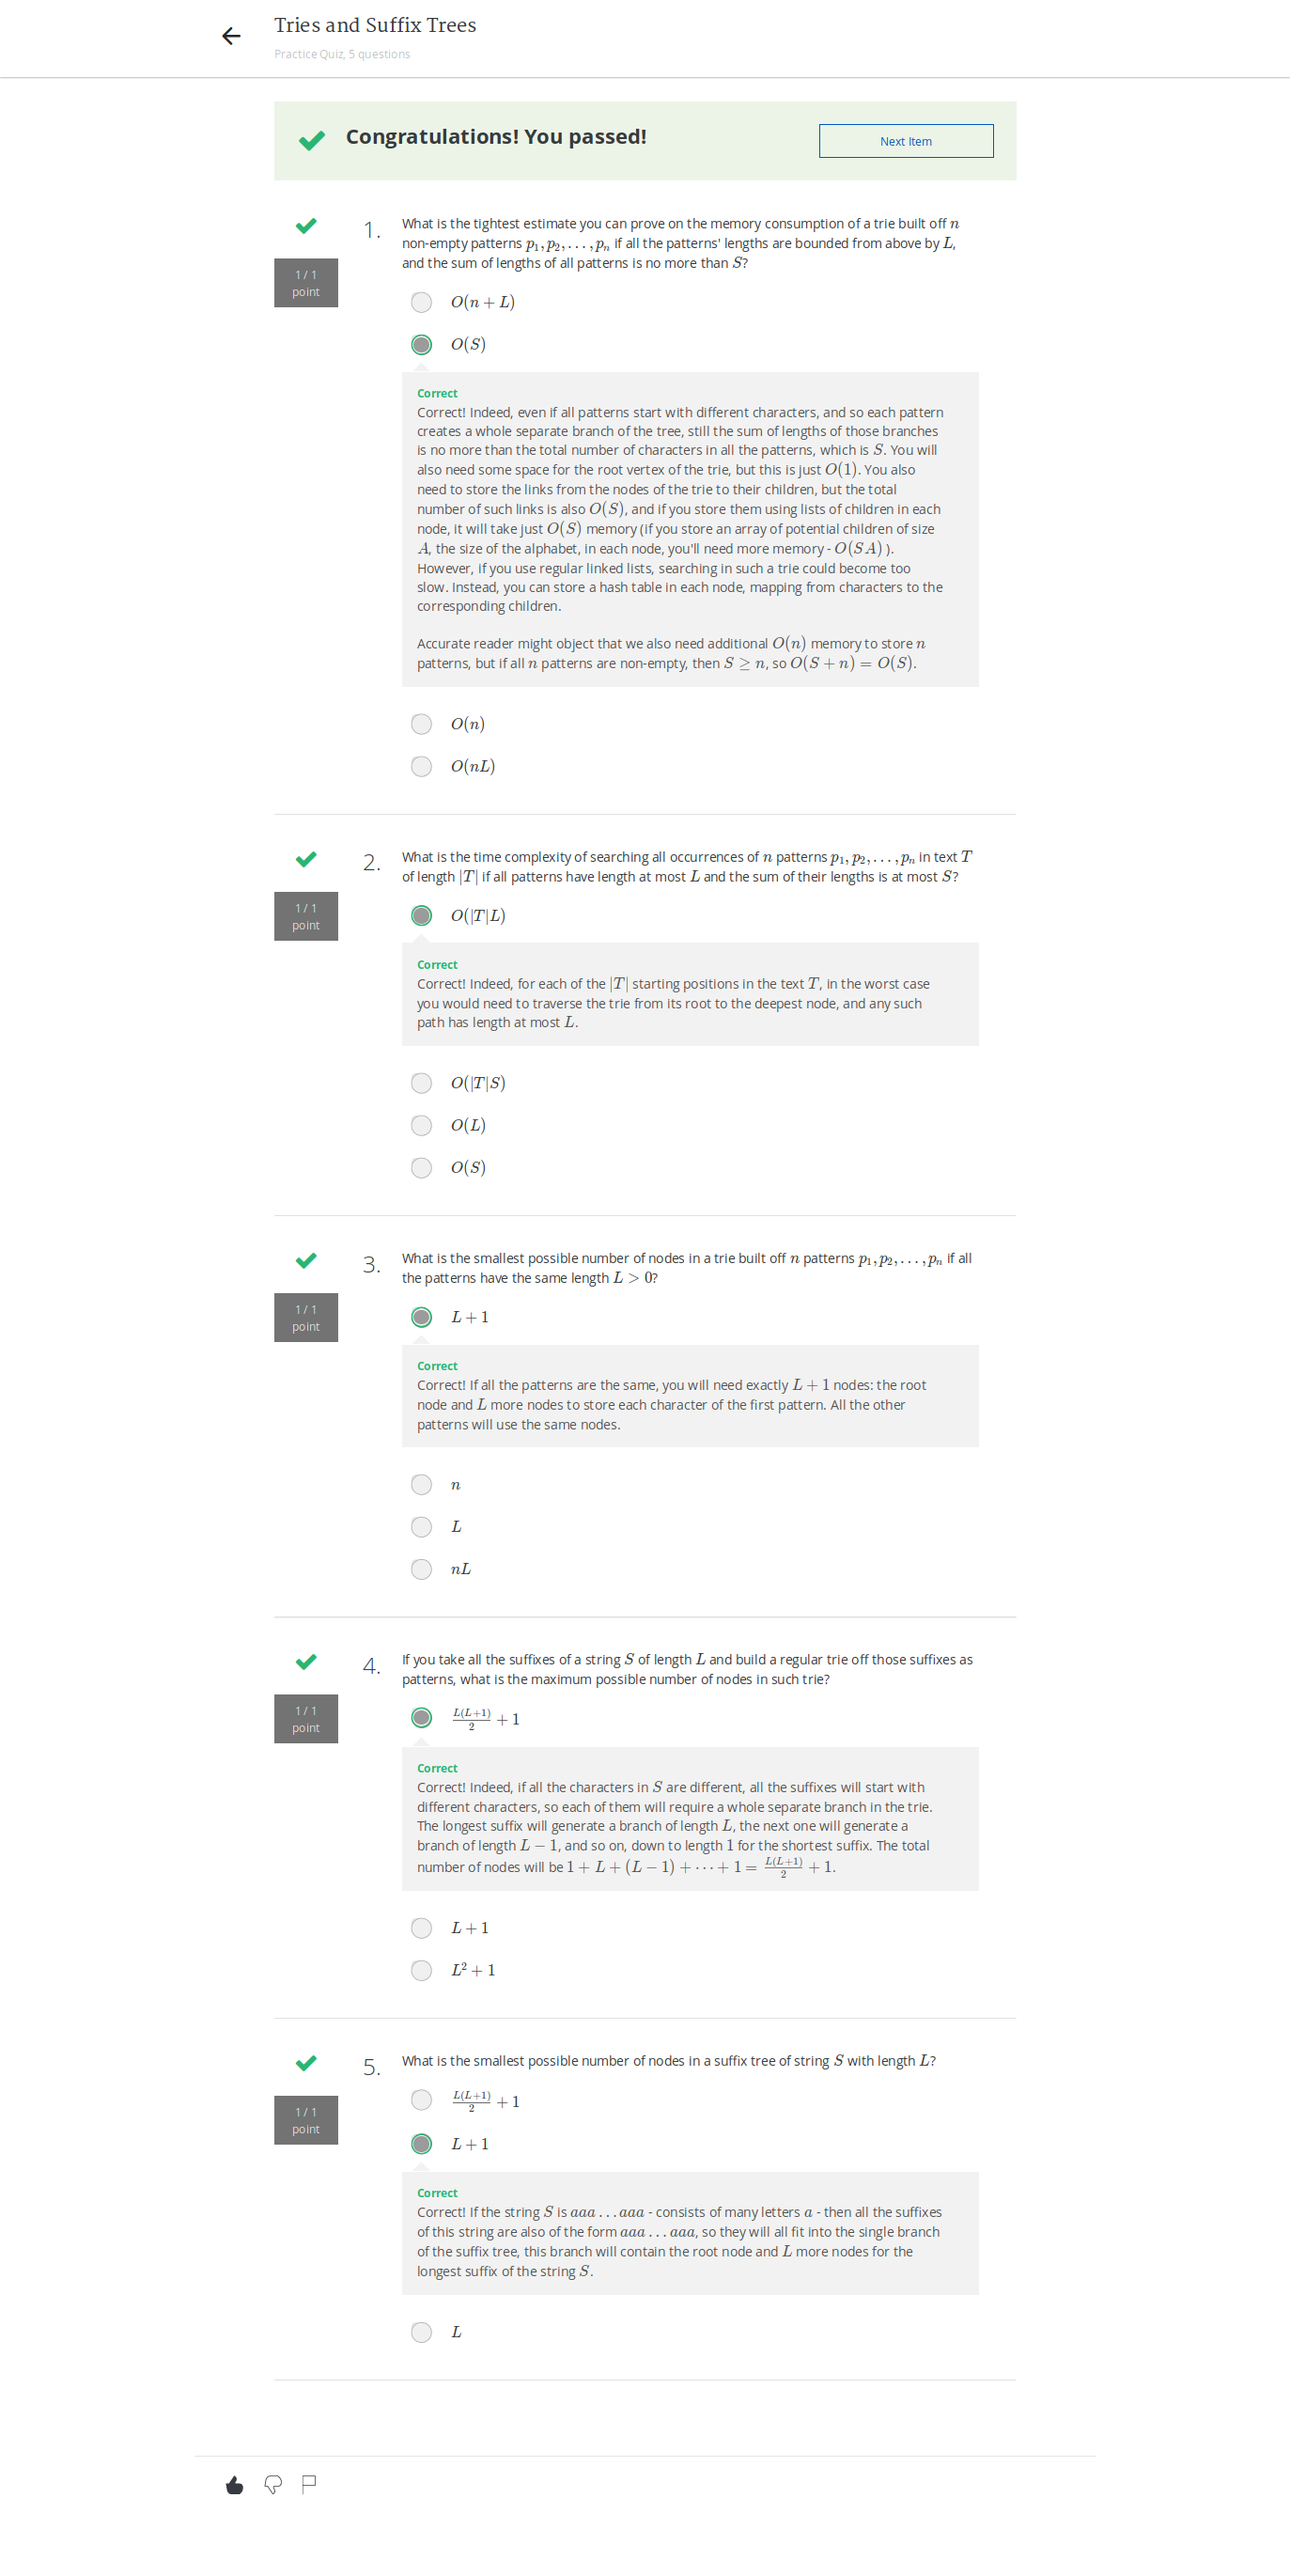 Tries and Suffix Trees
Practice Quiz, 5 questions
Congratulations! You passed!
Next Item
1 / 1
point
1.
What is the tightest estimate you can prove on the memory consumption of a trie built off n
non-empty patterns p₁, p₂, . . . , pₙ if all the patterns' lengths are bounded from above by L,
and the sum of lengths of all patterns is no more than S?
O(n + L)
O(S)
Correct
Correct! Indeed, even if all patterns start with different characters, and so each pattern
creates a whole separate branch of the tree, still the sum of lengths of those branches
is no more than the total number of characters in all the patterns, which is S. You will
also need some space for the root vertex of the trie, but this is just O(1). You also
need to store the links from the nodes of the trie to their children, but the total
number of such links is also O(S), and if you store them using lists of children in each
node, it will take just O(S) memory (if you store an array of potential children of size
A, the size of the alphabet, in each node, you'll need more memory - O(SA) ).
However, if you use regular linked lists, searching in such a trie could become too
slow. Instead, you can store a hash table in each node, mapping from characters to the
corresponding children.
Accurate reader might object that we also need additional O(n) memory to store n
patterns, but if all n patterns are non-empty, then S ≥ n, so O(S + n) = O(S).
O(n)
O(nL)
1 / 1
point
2.
What is the time complexity of searching all occurrences of n patterns p₁, p₂, . . . , pₙ in text T
of length |T| if all patterns have length at most L and the sum of their lengths is at most S?
O(|T|L)
Correct
Correct! Indeed, for each of the |T| starting positions in the text T, in the worst case
you would need to traverse the trie from its root to the deepest node, and any such
path has length at most L.
O(|T|S)
O(L)
O(S)
1 / 1
point
3.
What is the smallest possible number of nodes in a trie built off n patterns p₁, p₂, . . . , pₙ if all
the patterns have the same length L > 0?
L + 1
Correct
Correct! If all the patterns are the same, you will need exactly L + 1 nodes: the root
node and L more nodes to store each character of the first pattern. All the other
patterns will use the same nodes.
n
L
nL
1 / 1
point
4.
If you take all the suffixes of a string S of length L and build a regular trie off those suffixes as
patterns, what is the maximum possible number of nodes in such trie?
L(L+1)/2 + 1
Correct
Correct! Indeed, if all the characters in S are different, all the suffixes will start with
different characters, so each of them will require a whole separate branch in the trie.
The longest suffix will generate a branch of length L, the next one will generate a
branch of length L − 1, and so on, down to length 1 for the shortest suffix. The total
number of nodes will be 1 + L + (L − 1) + ⋯ + 1 = L(L+1)/2 + 1.
L + 1
L² + 1
1 / 1
point
5.
What is the smallest possible number of nodes in a suffix tree of string S with length L?
L(L+1)/2 + 1
L + 1
Correct
Correct! If the string S is aaa . . . aaa - consists of many letters a - then all the suffixes
of this string are also of the form aaa . . . aaa, so they will all fit into the single branch
of the suffix tree, this branch will contain the root node and L more nodes for the
longest suffix of the string S.
L